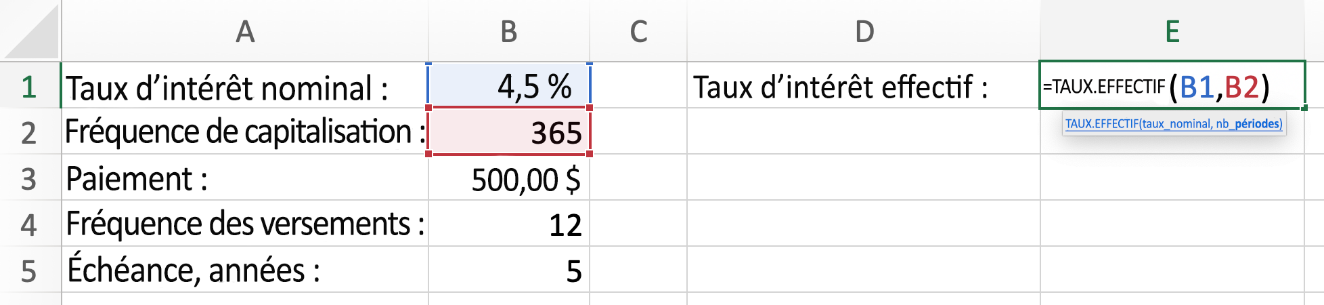 A B C D E
1 Taux d’intérêt nominal : 4,5 % Taux d’intérêt effectif : =TAUX.EFFECTIF(B1,B2)
2 Fréquence de capitalisation : 365 TAUX.EFFECTIF(taux_nominal, nb_périodes)
3 Paiement : 500,00 $
4 Fréquence des versements : 12
5 Échéance, années : 5